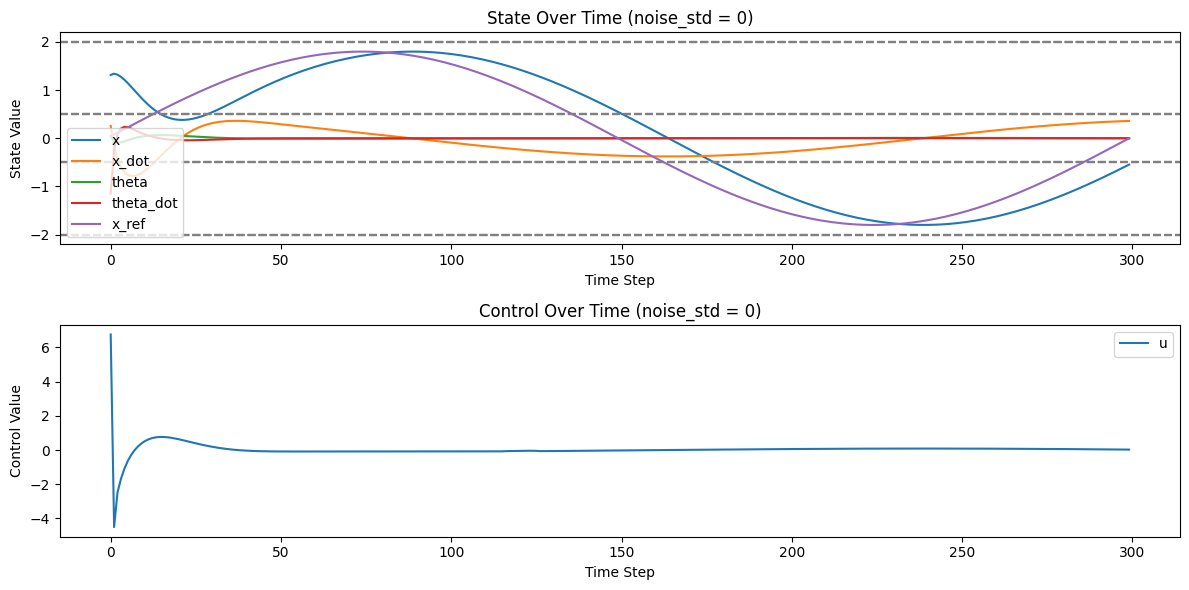 State Over Time (noise_std = 0)
State Value
2
1
0
−1
−2
x
x_dot
theta
theta_dot
x_ref
0 50 100 150 200 250 300
Time Step
Control Over Time (noise_std = 0)
Control Value
6
4
2
0
−2
−4
u
0 50 100 150 200 250 300
Time Step